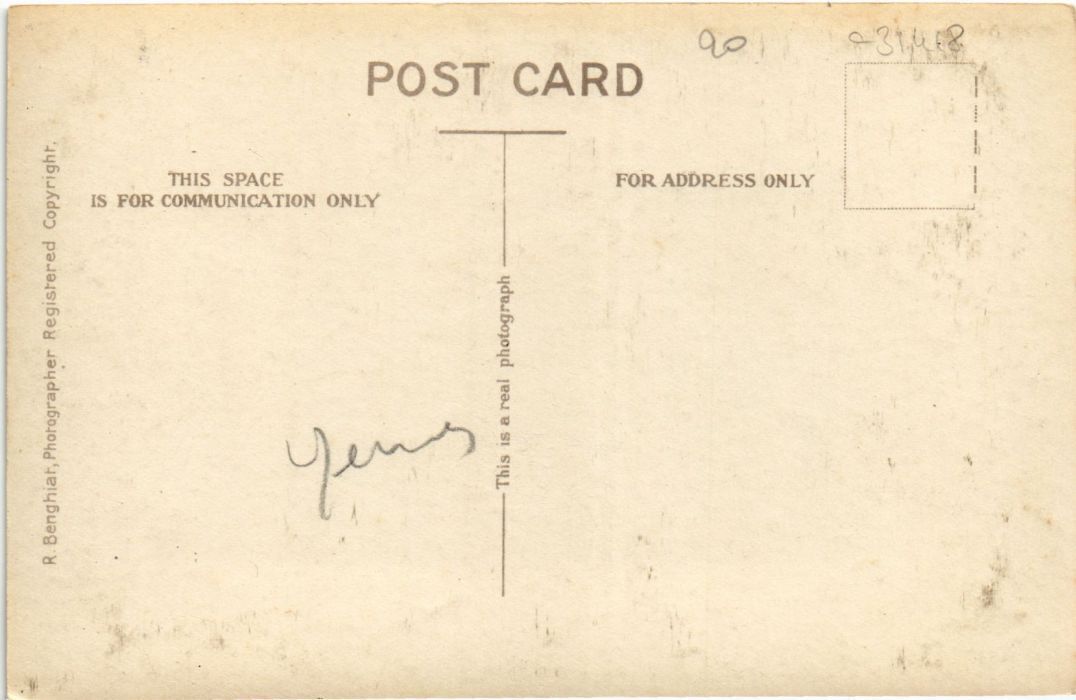 90
POST CARD
THIS SPACE
IS FOR COMMUNICATION ONLY
FOR ADDRESS ONLY
R. Benghiat, Photographer Registered Copyright.
This is a real photograph